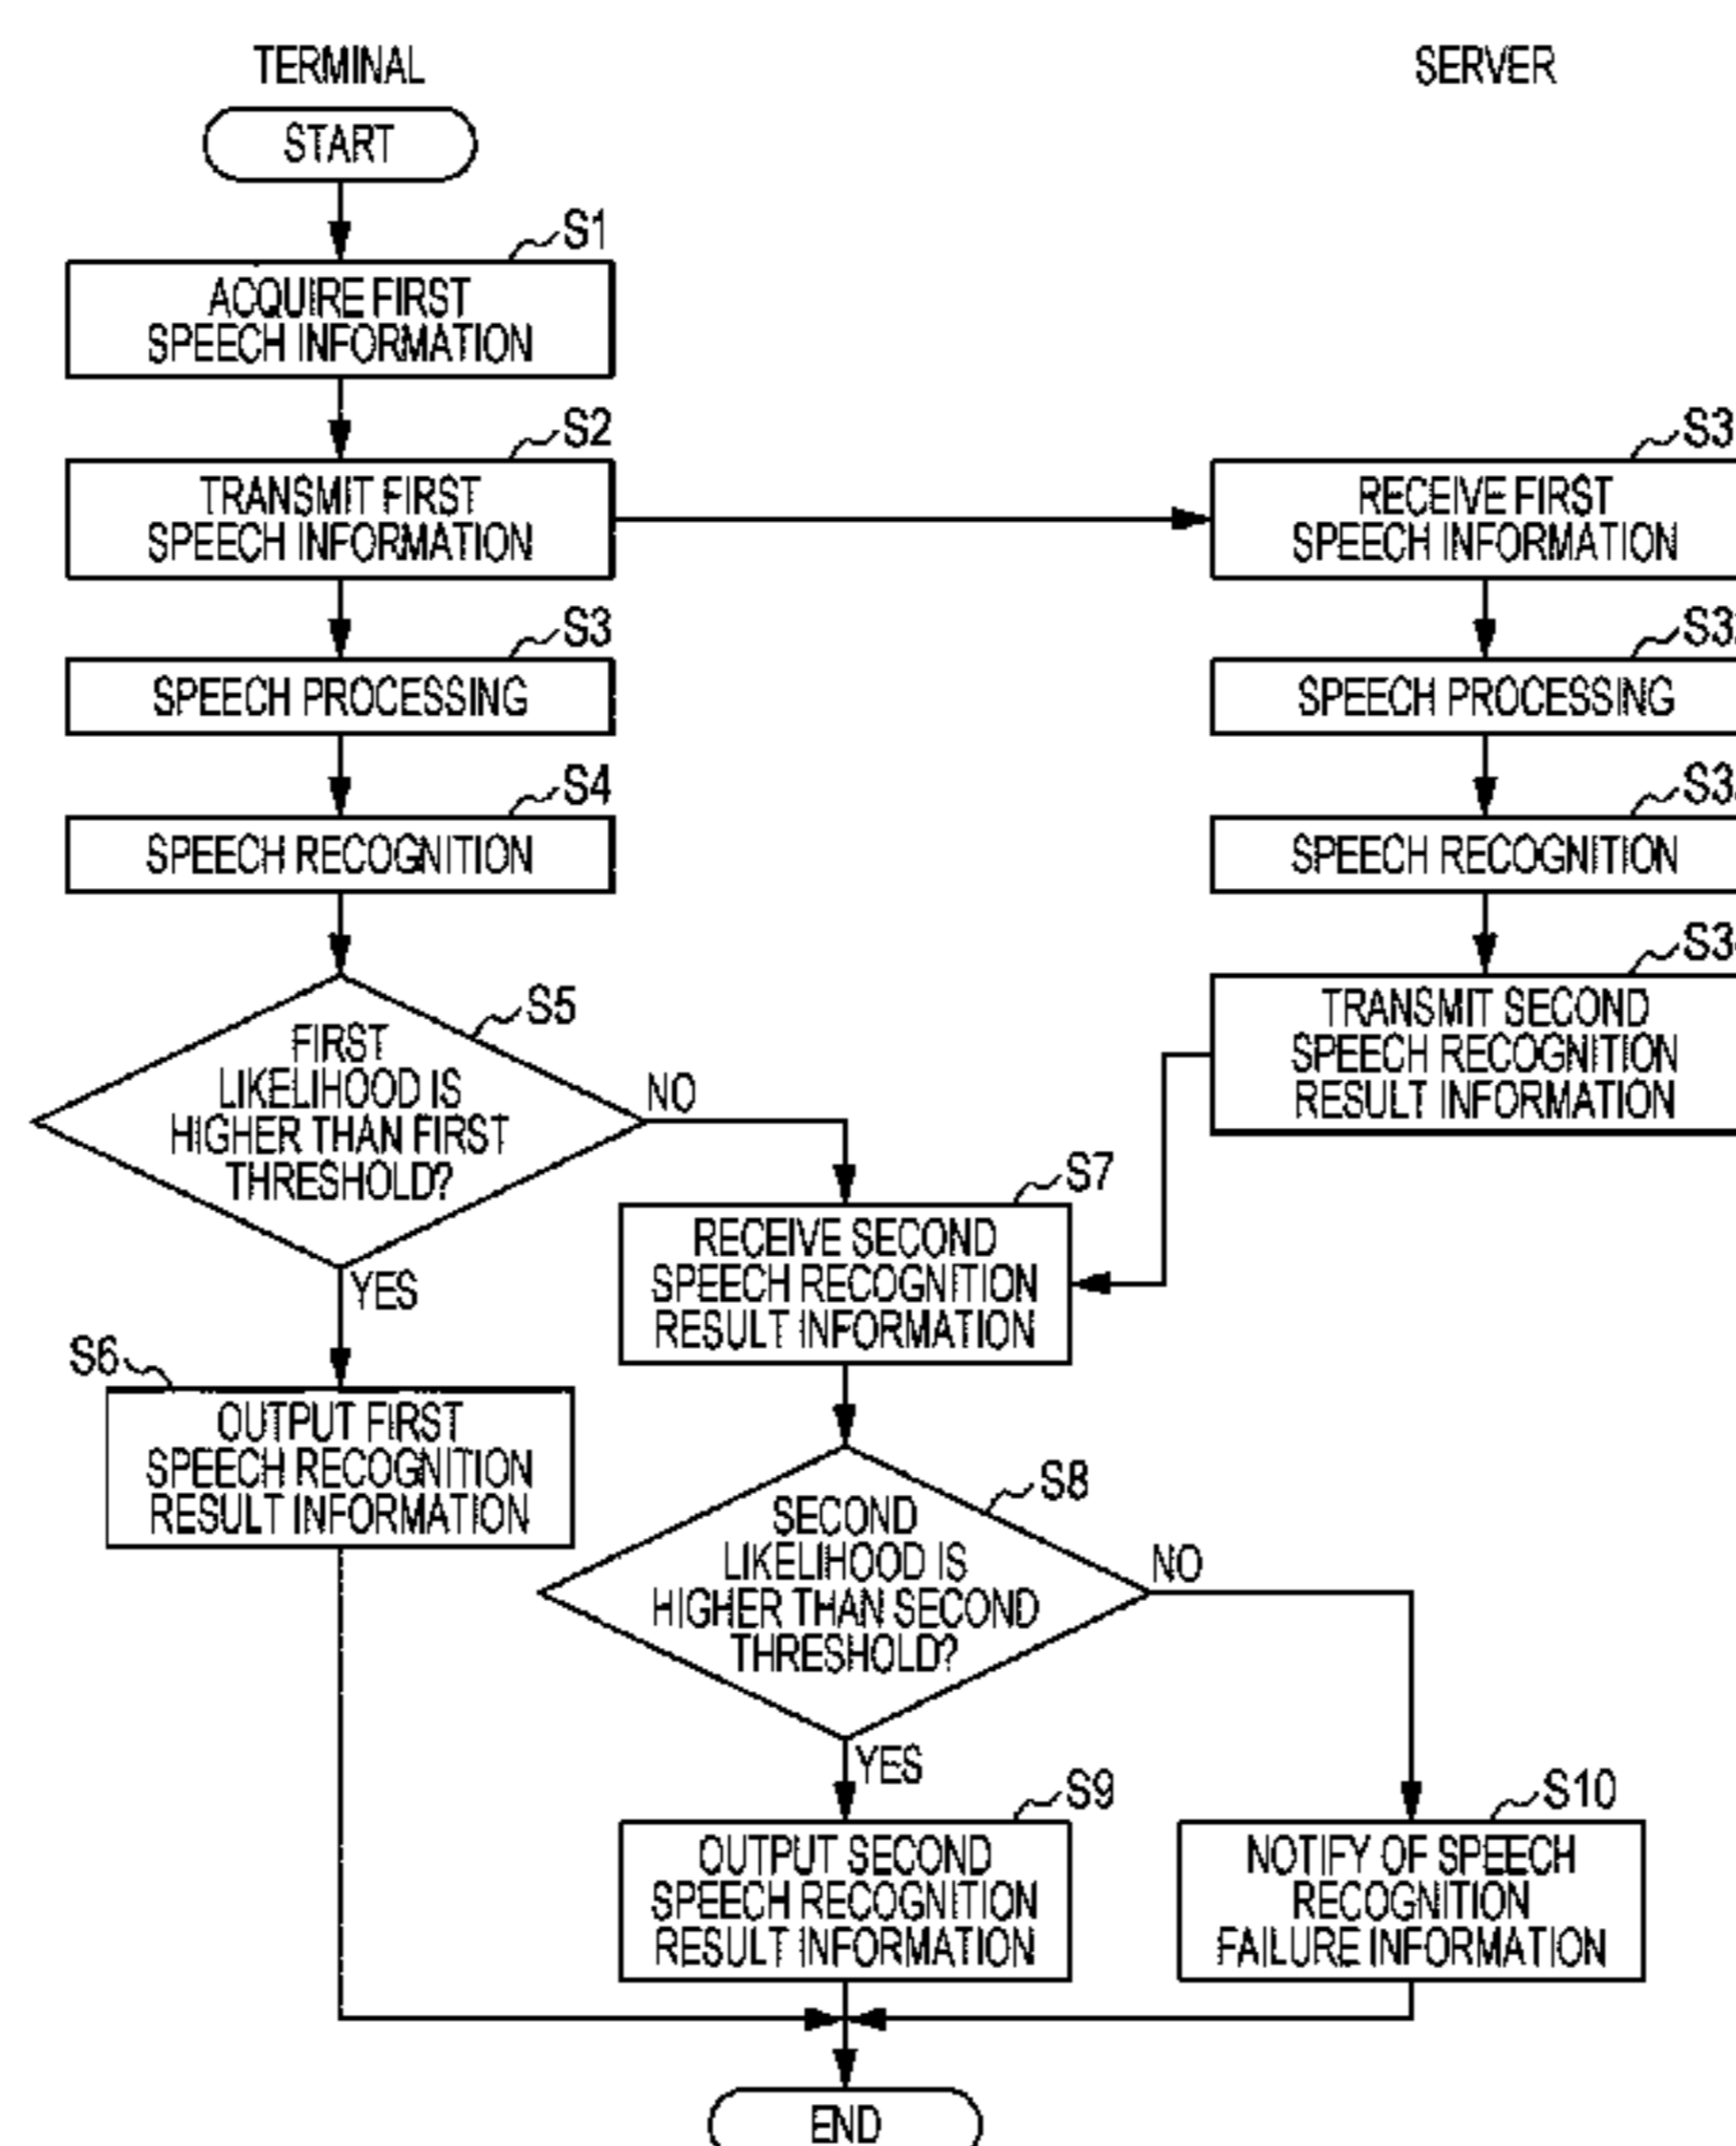 TERMINAL
SERVER
START
S1
ACQUIRE FIRST
SPEECH INFORMATION
S2
TRANSMIT FIRST
SPEECH INFORMATION
S3
RECEIVE FIRST
SPEECH INFORMATION
S3
SPEECH PROCESSING
S3
SPEECH PROCESSING
S4
SPEECH RECOGNITION
S3
SPEECH RECOGNITION
S3
TRANSMIT SECOND
SPEECH RECOGNITION
RESULT INFORMATION
S5
FIRST
LIKELIHOOD IS
HIGHER THAN FIRST
THRESHOLD?
NO
YES
S7
RECEIVE SECOND
SPEECH RECOGNITION
RESULT INFORMATION
S6
OUTPUT FIRST
SPEECH RECOGNITION
RESULT INFORMATION
S8
SECOND
LIKELIHOOD IS
HIGHER THAN SECOND
THRESHOLD?
NO
YES
S9
OUTPUT SECOND
SPEECH RECOGNITION
RESULT INFORMATION
S10
NOTIFY OF SPEECH
RECOGNITION
FAILURE INFORMATION
END